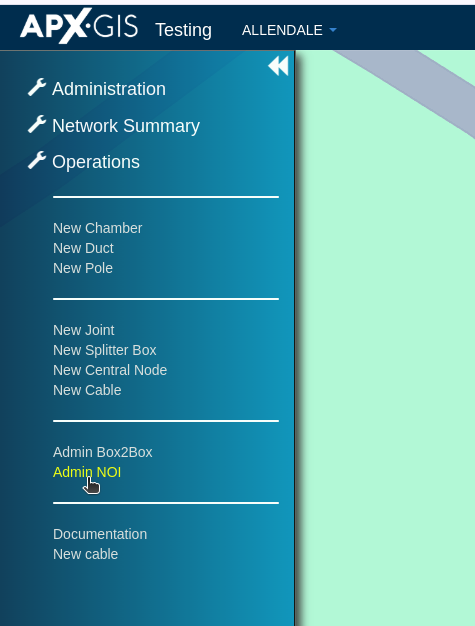 APX·GIS Testing ALLENDALE
Administration
Network Summary
Operations
New Chamber
New Duct
New Pole
New Joint
New Splitter Box
New Central Node
New Cable
Admin Box2Box
Admin NOI
Documentation
New cable